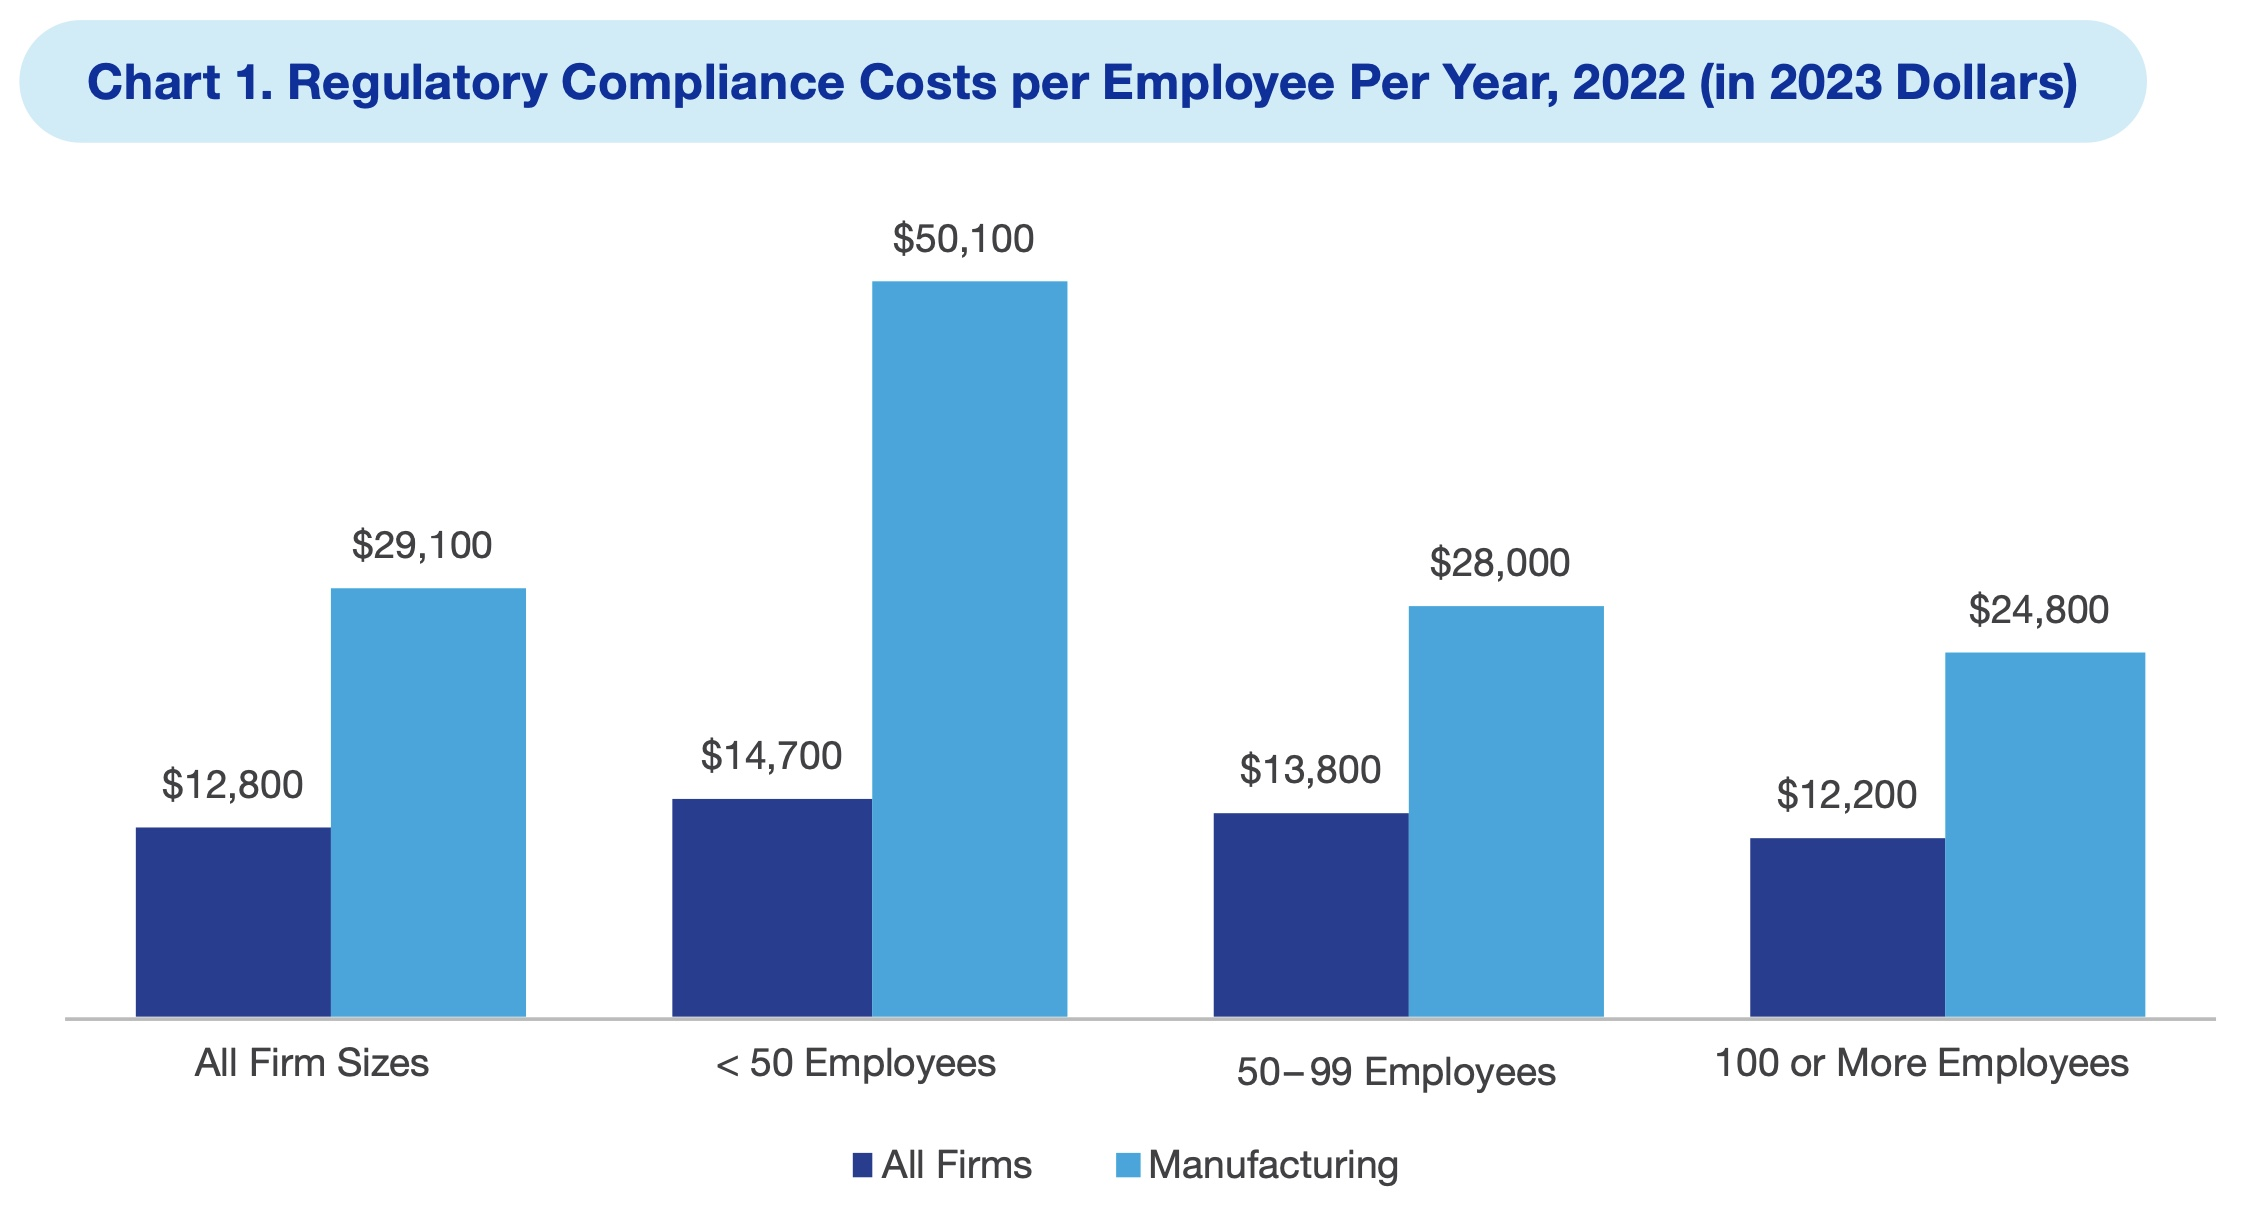 Chart 1. Regulatory Compliance Costs per Employee Per Year, 2022 (in 2023 Dollars)
$50,100
$29,100
$28,000
$24,800
$12,800
$14,700
$13,800
$12,200
All Firm Sizes
< 50 Employees
50–99 Employees
100 or More Employees
All Firms
Manufacturing